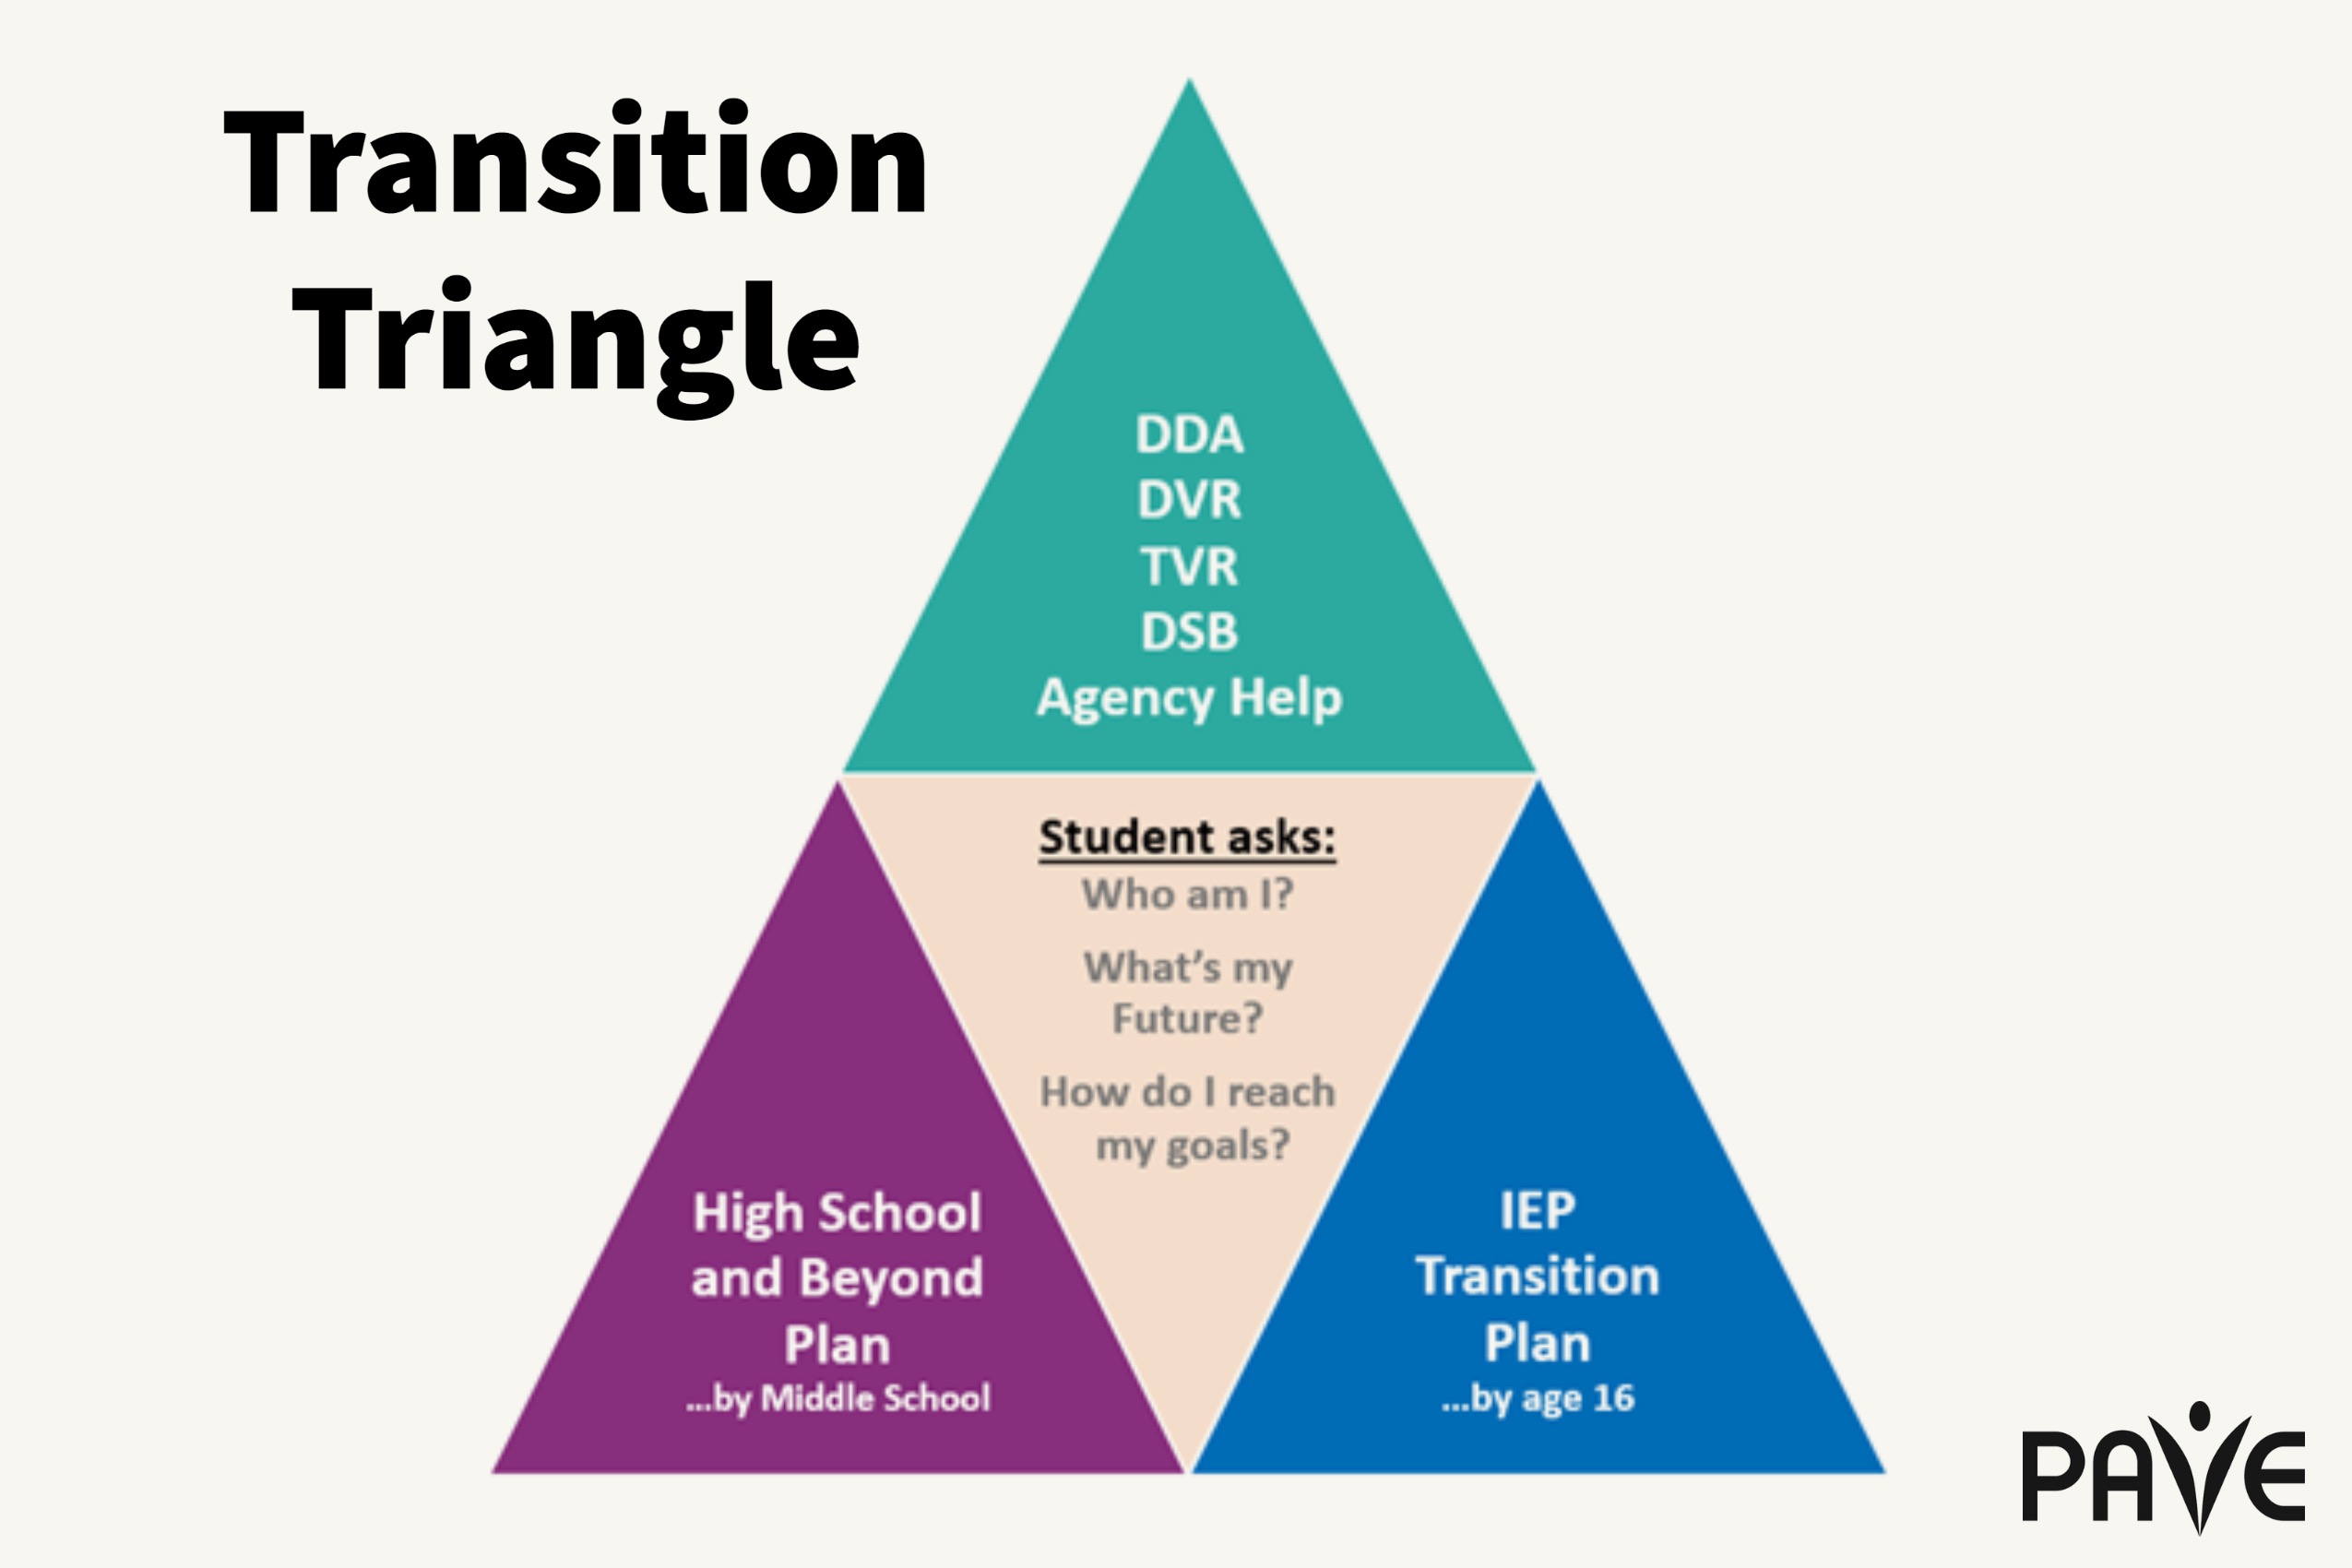 Transition
Triangle
DDA
DVR
TVR
DSB
Agency Help
Student asks:
Who am I?
What’s my
Future?
How do I reach
my goals?
High School
and Beyond
Plan
...by Middle School
IEP
Transition
Plan
...by age 16
PAVE